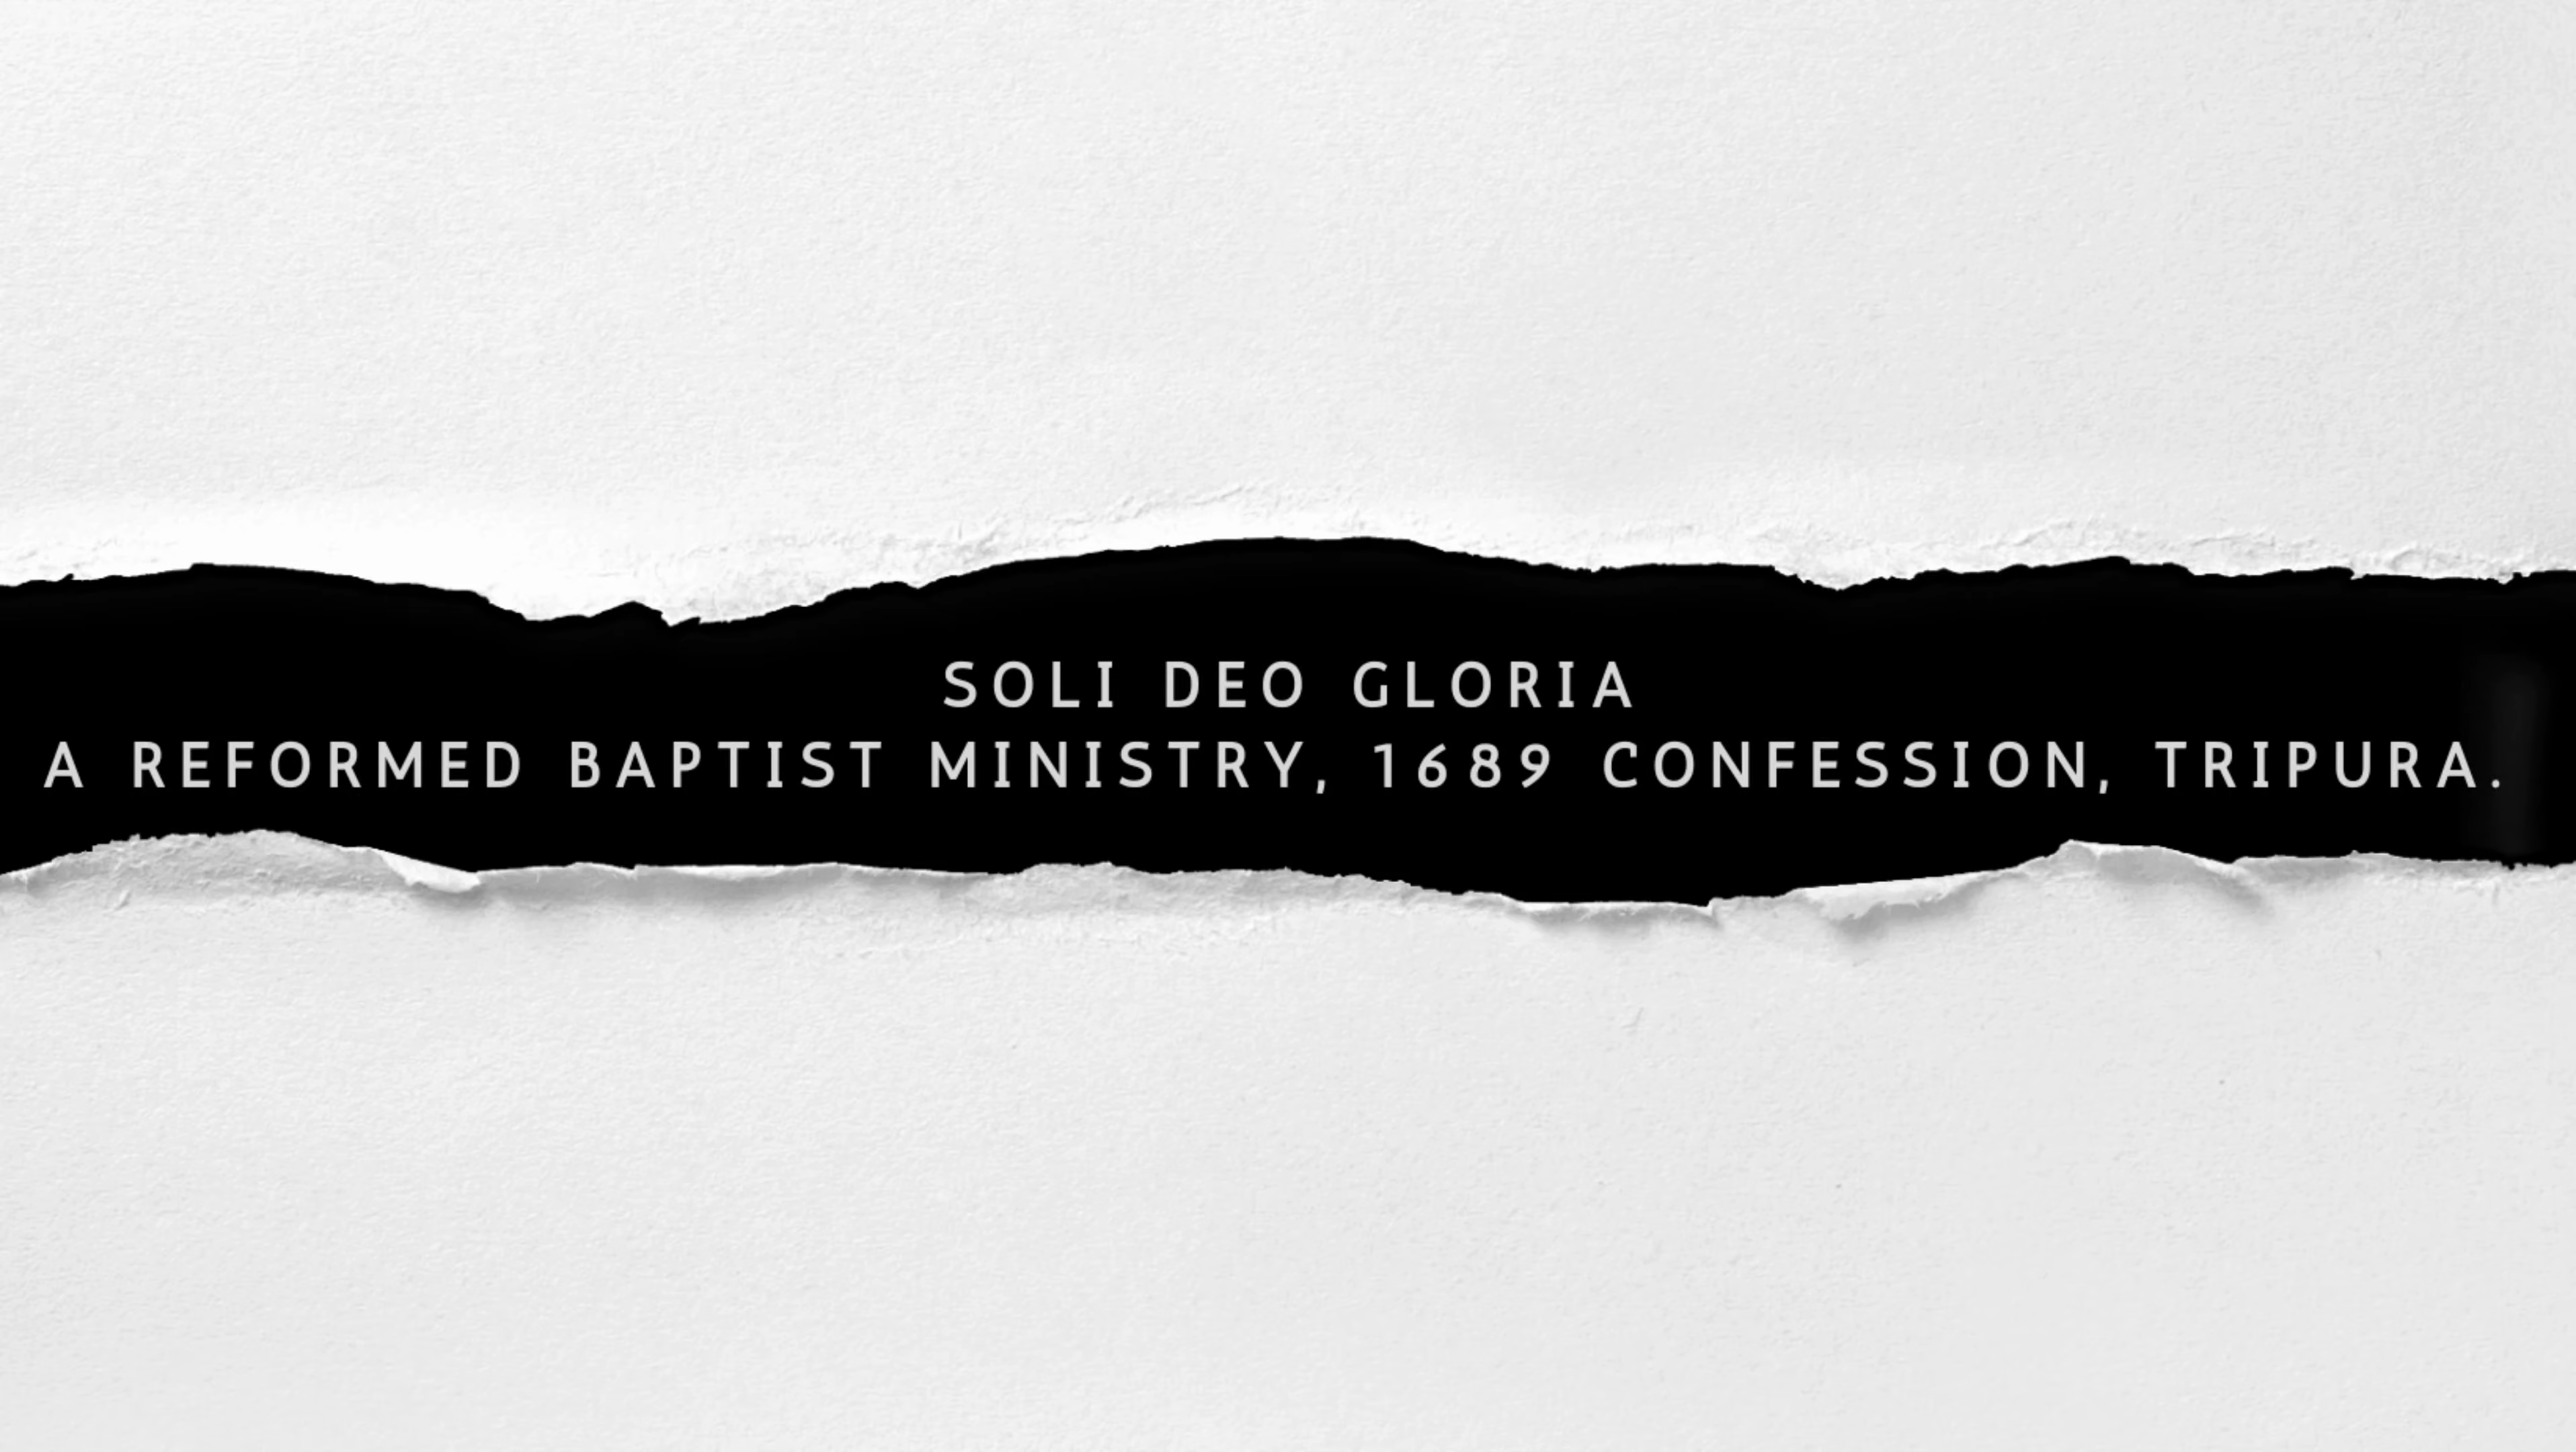 SOLI DEO GLORIA
A REFORMED BAPTIST MINISTRY, 1689 CONFESSION, TRIPURA.